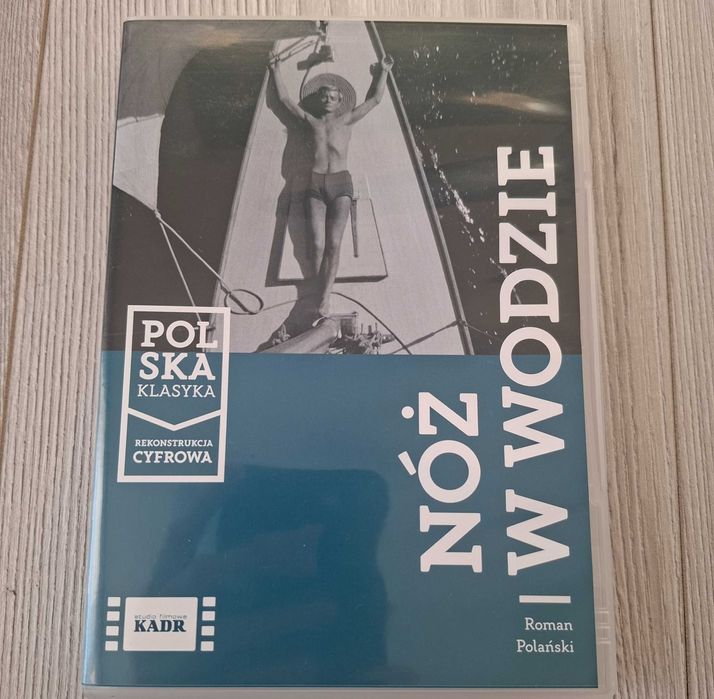 POL
SKA
KLASYKA
REKONSTRUKCJA
CYFROWA
NÓŻ
W WODZIE
Roman
Polański
studio filmowe
KADR